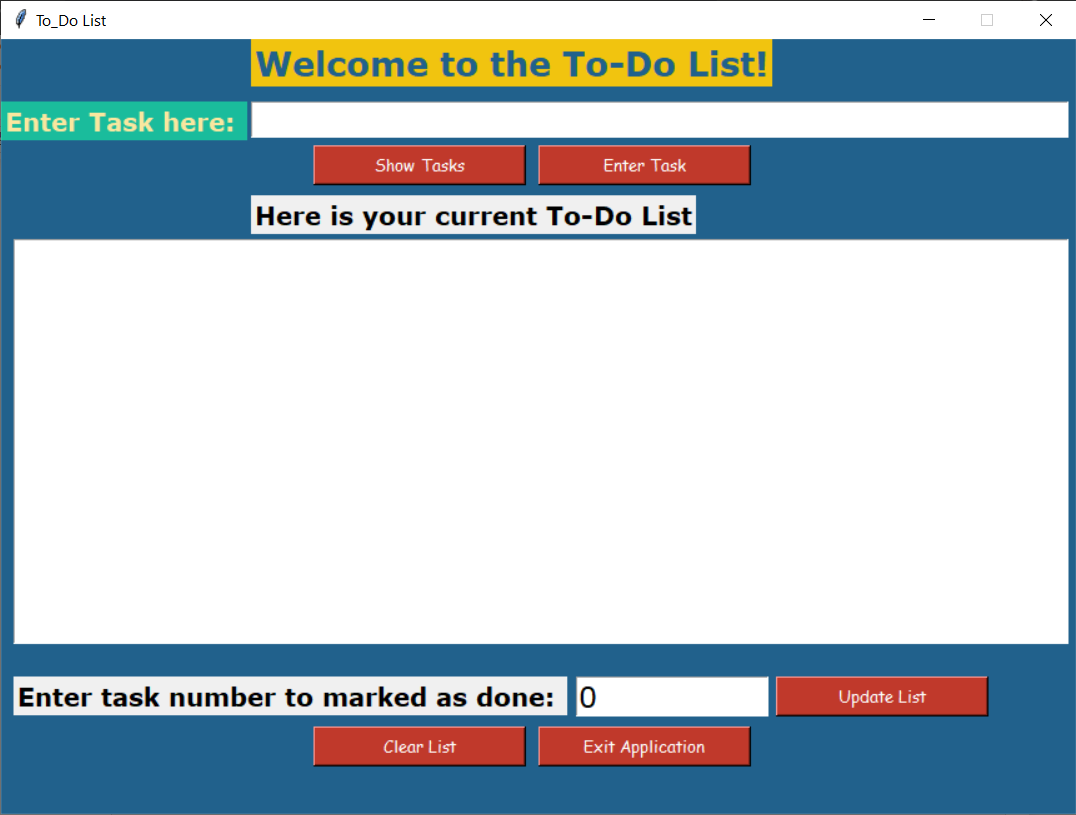 To_Do List
Welcome to the To-Do List!
Enter Task here:
Show Tasks
Enter Task
Here is your current To-Do List
Enter task number to marked as done:
0
Update List
Clear List
Exit Application